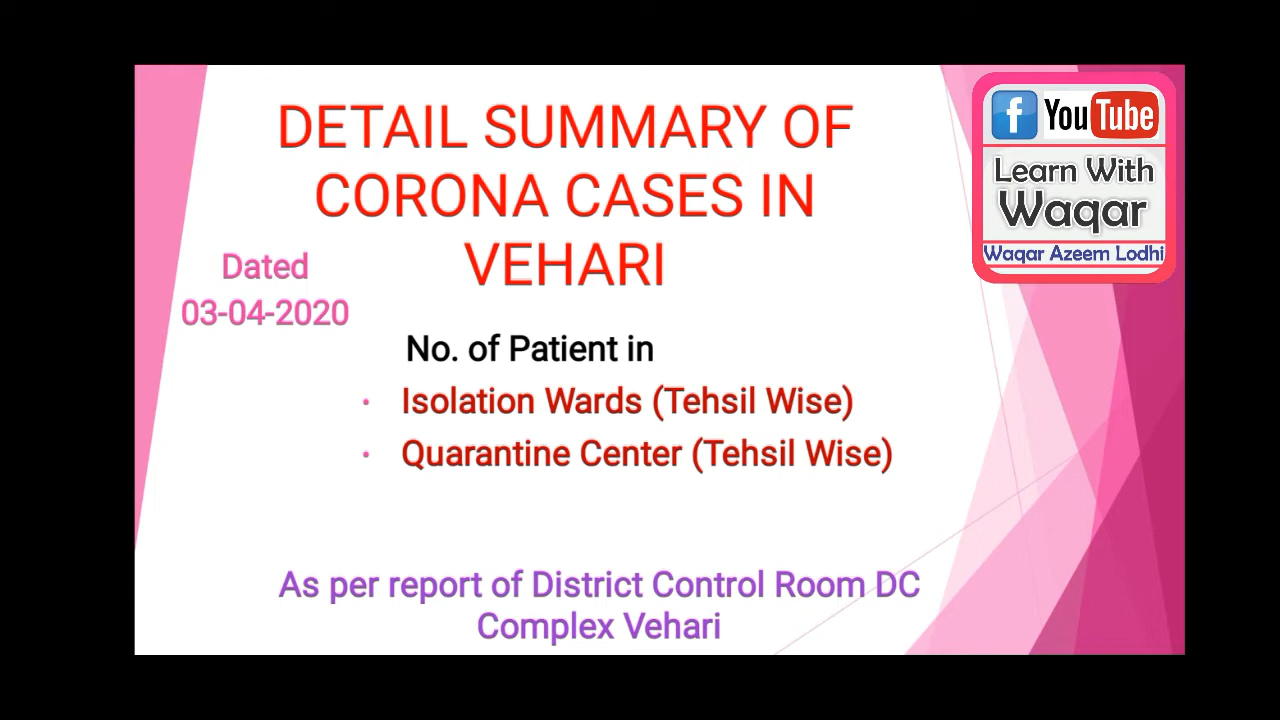 DETAIL SUMMARY OF
CORONA CASES IN
VEHARI
Dated
03-04-2020
No. of Patient in
• Isolation Wards (Tehsil Wise)
• Quarantine Center (Tehsil Wise)
As per report of District Control Room DC
Complex Vehari
f YouTube
Learn With
Waqar
Waqar Azeem Lodhi